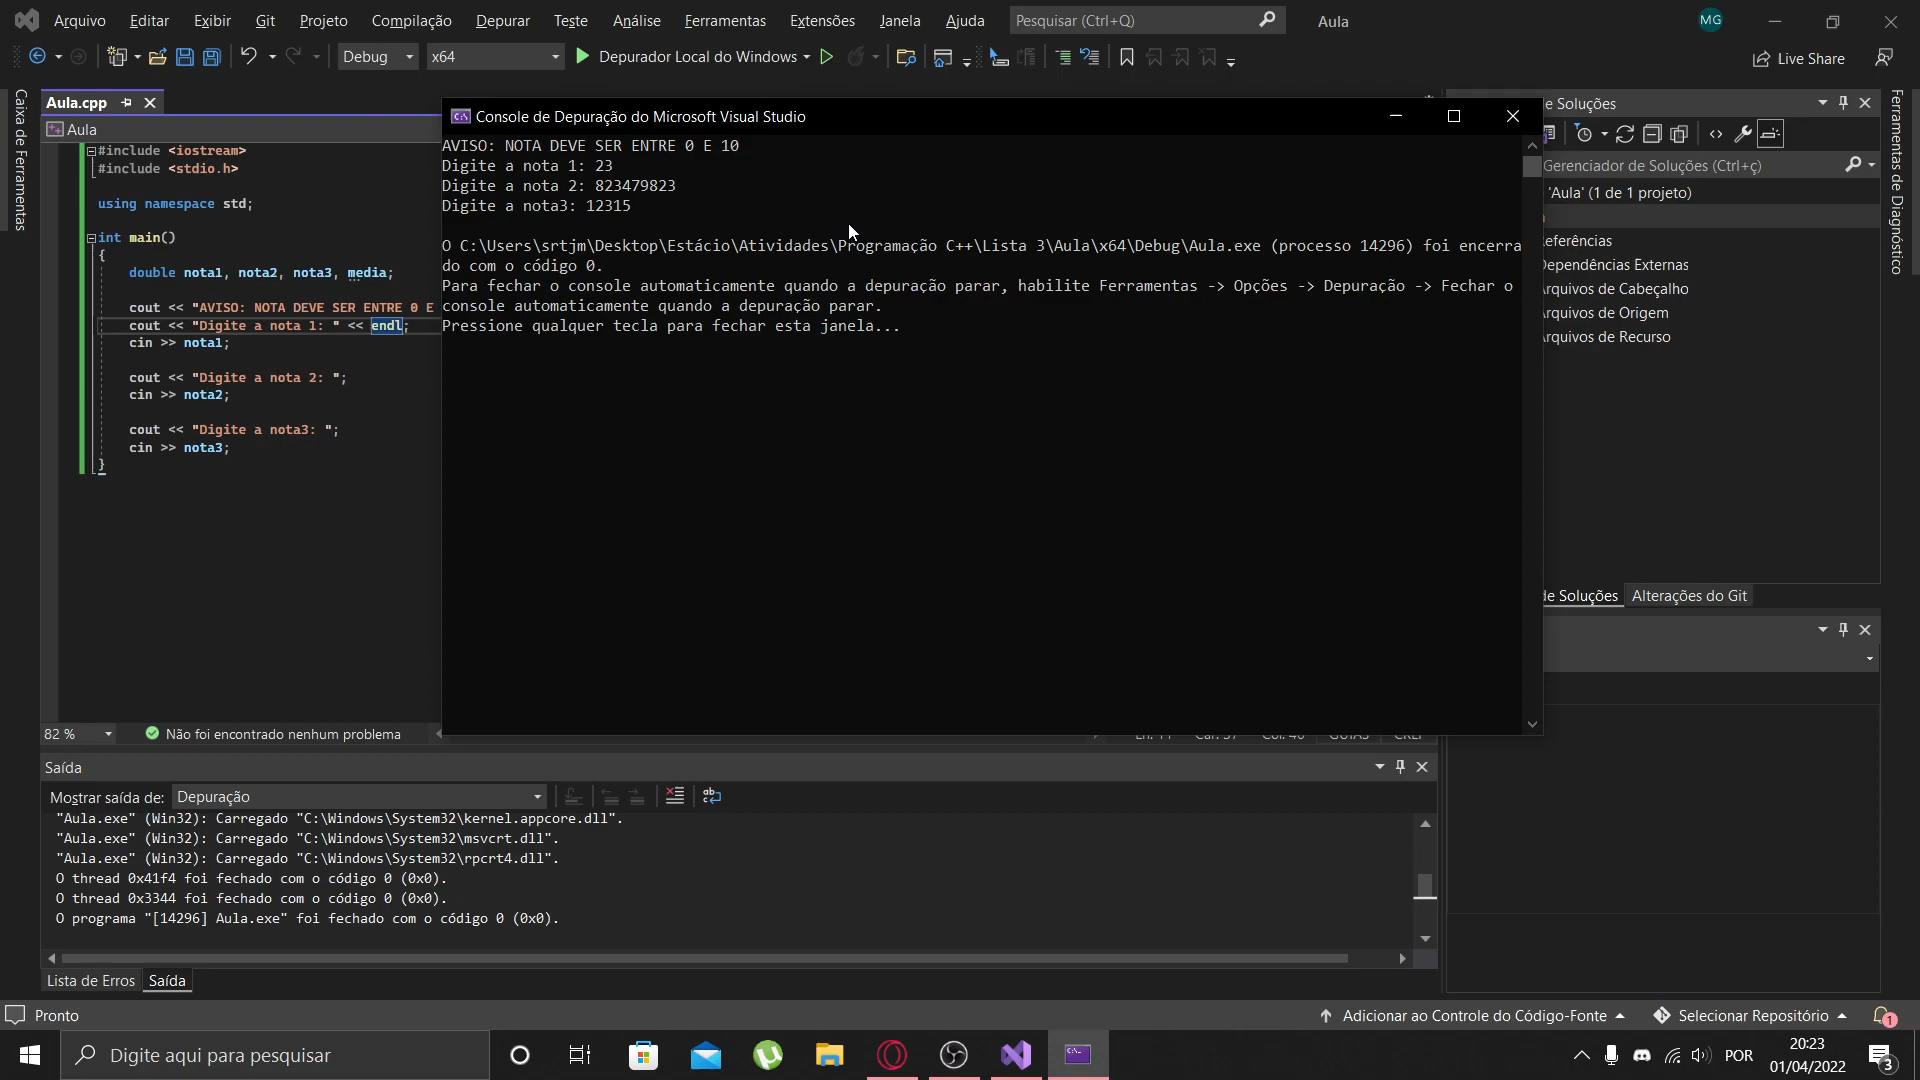 Arquivo Editar Exibir Git Projeto Compilação Depurar Teste Análise Ferramentas Extensões Janela Ajuda Pesquisar (Ctrl+Q) Aula MG
Debug x64 Depurador Local do Windows Live Share
Caixa de Ferramentas
Aula.cpp
Aula
#include <iostream>
#include <stdio.h>
using namespace std;
int main()
{
double nota1, nota2, nota3, media;
cout << "AVISO: NOTA DEVE SER ENTRE 0 E
cout << "Digite a nota 1: " << endl;
cin >> nota1;
cout << "Digite a nota 2: ";
cin >> nota2;
cout << "Digite a nota3: ";
cin >> nota3;
}
82 % Não foi encontrado nenhum problema
Console de Depuração do Microsoft Visual Studio
AVISO: NOTA DEVE SER ENTRE 0 E 10
Digite a nota 1: 23
Digite a nota 2: 823479823
Digite a nota3: 12315
O C:\Users\srtjm\Desktop\Estácio\Atividades\Programação C++\Lista 3\Aula\x64\Debug\Aula.exe (processo 14296) foi encerra
do com o código 0.
Para fechar o console automaticamente quando a depuração parar, habilite Ferramentas -> Opções -> Depuração -> Fechar o
console automaticamente quando a depuração parar.
Pressione qualquer tecla para fechar esta janela...
e Soluções
Gerenciador de Soluções (Ctrl+ç)
'Aula' (1 de 1 projeto)
eferências
Dependências Externas
rquivos de Cabeçalho
rquivos de Origem
rquivos de Recurso
de Soluções Alterações do Git
Ferramentas de Diagnóstico
Saída
Mostrar saída de: Depuração
"Aula.exe" (Win32): Carregado "C:\Windows\System32\kernel.appcore.dll".
"Aula.exe" (Win32): Carregado "C:\Windows\System32\msvcrt.dll".
"Aula.exe" (Win32): Carregado "C:\Windows\System32\rpcrt4.dll".
O thread 0x41f4 foi fechado com o código 0 (0x0).
O thread 0x3344 foi fechado com o código 0 (0x0).
O programa "[14296] Aula.exe" foi fechado com o código 0 (0x0).
Lista de Erros Saída
Pronto Adicionar ao Controle do Código-Fonte Selecionar Repositório 1
Digite aqui para pesquisar POR 20:23
01/04/2022 3